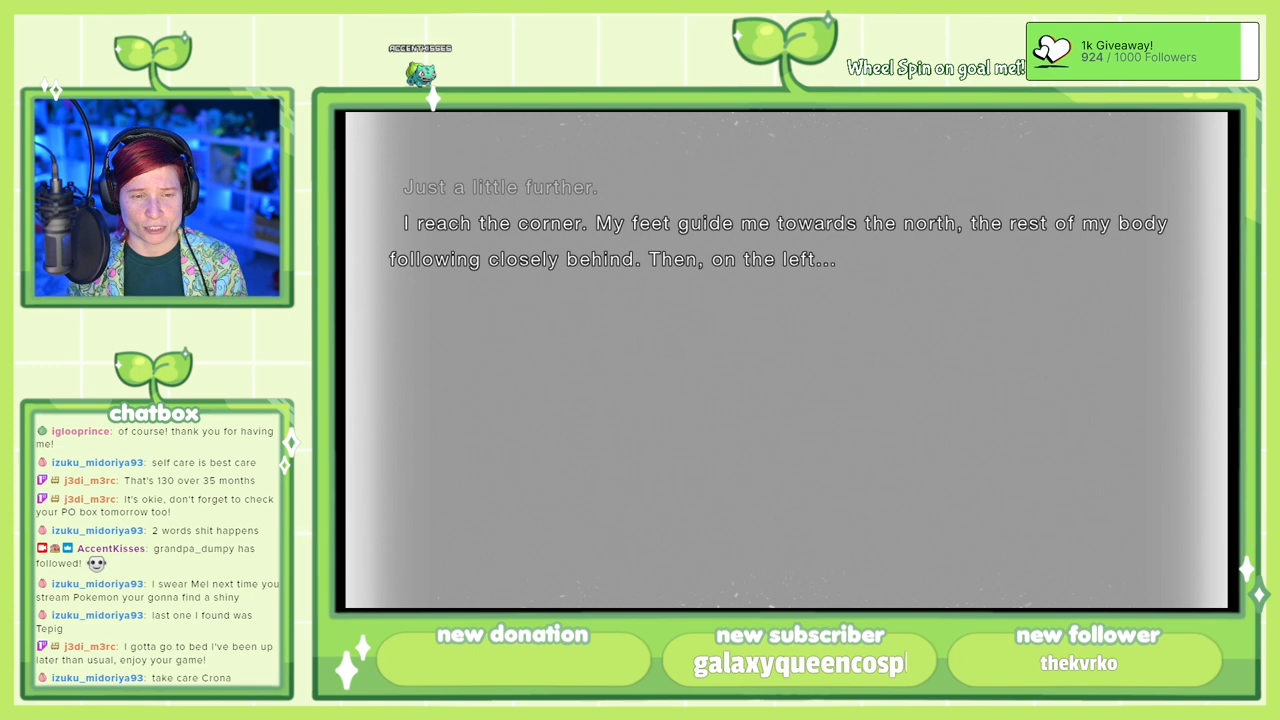 ACCENTKISSES
Wheel Spin on goal met!
1k Giveaway!
924 / 1000 Followers
Just a little further.
I reach the corner. My feet guide me towards the north, the rest of my body
following closely behind. Then, on the left...
chatbox
iglooprince: of course! thank you for having
me!
izuku_midoriya93: self care is best care
j3di_m3rc: That's 130 over 35 months
j3di_m3rc: It's okie, don't forget to check
your PO box tomorrow too!
izuku_midoriya93: 2 words shit happens
AccentKisses: grandpa_dumpy has
followed!
izuku_midoriya93: I swear Mel next time you
stream Pokemon your gonna find a shiny
izuku_midoriya93: last one I found was
Tepig
j3di_m3rc: I gotta go to bed I've been up
later than usual, enjoy your game!
izuku_midoriya93: take care Crona
new donation
new subscriber
galaxyqueencosp
new follower
thekvrko